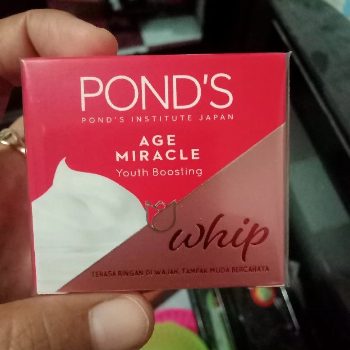 POND'S
POND'S INSTITUTE JAPAN
AGE
MIRACLE
Youth Boosting
whip
TERASA RINGAN DI WAJAH, TAMPAK MUDA BERCAHAYA